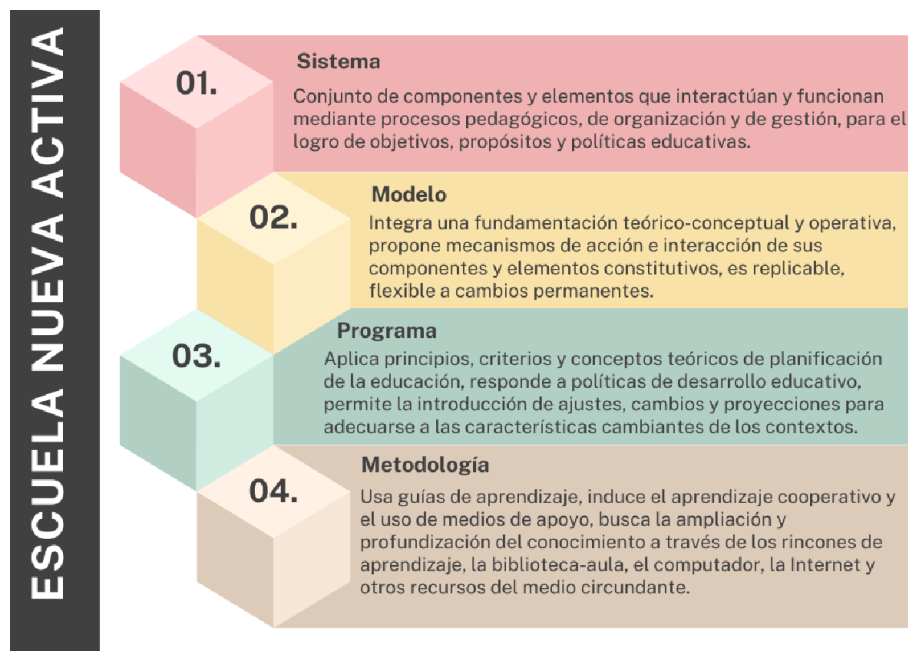 ESCUELA NUEVA ACTIVA
01.
Sistema
Conjunto de componentes y elementos que interactúan y funcionan
mediante procesos pedagógicos, de organización y de gestión, para el
logro de objetivos, propósitos y políticas educativas.
02.
Modelo
Integra una fundamentación teórico-conceptual y operativa,
propone mecanismos de acción e interacción de sus
componentes y elementos constitutivos, es replicable,
flexible a cambios permanentes.
03.
Programa
Aplica principios, criterios y conceptos teóricos de planificación
de la educación, responde a políticas de desarrollo educativo,
permite la introducción de ajustes, cambios y proyecciones para
adecuarse a las características cambiantes de los contextos.
04.
Metodología
Usa guías de aprendizaje, induce el aprendizaje cooperativo y
el uso de medios de apoyo, busca la ampliación y
profundización del conocimiento a través de los rincones de
aprendizaje, la biblioteca-aula, el computador, la Internet y
otros recursos del medio circundante.